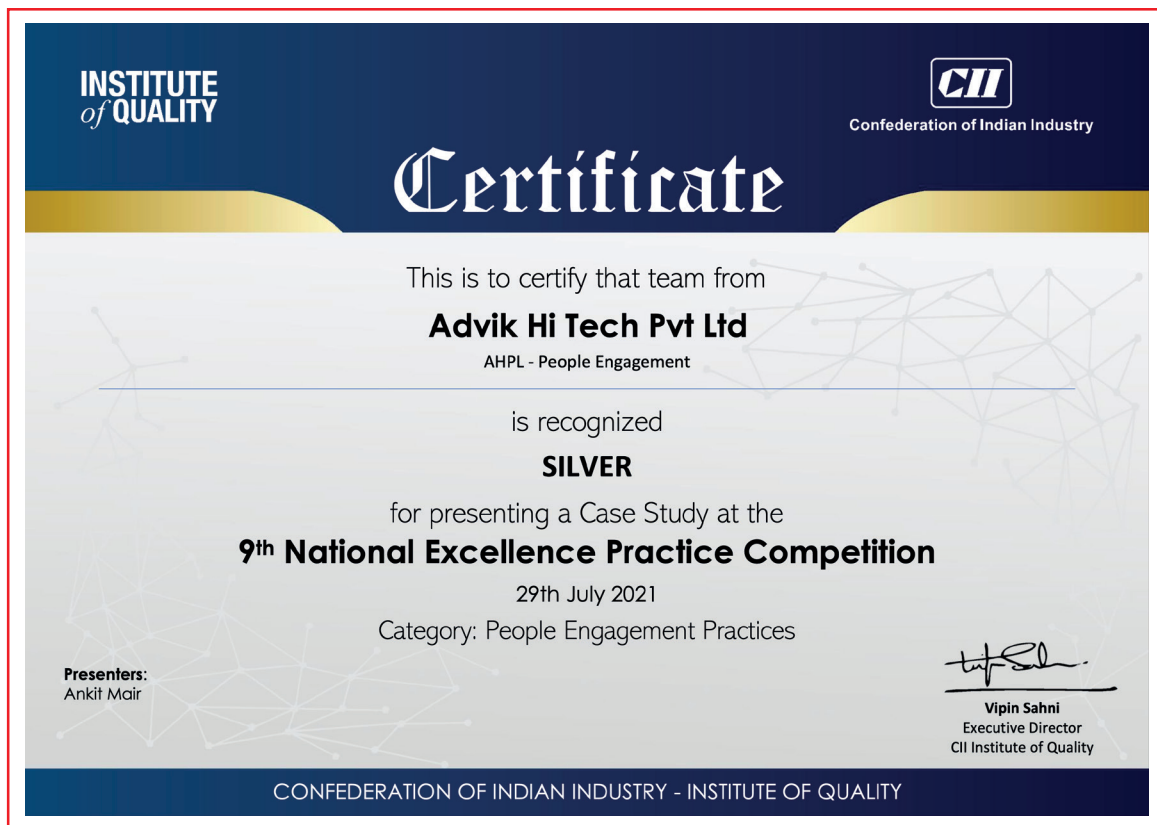 INSTITUTE
of QUALITY
CII
Confederation of Indian Industry
Certificate
This is to certify that team from
Advik Hi Tech Pvt Ltd
AHPL - People Engagement
is recognized
SILVER
for presenting a Case Study at the
9th National Excellence Practice Competition
29th July 2021
Category: People Engagement Practices
Presenters:
Ankit Mair
Vipin Sahni
Executive Director
CII Institute of Quality
CONFEDERATION OF INDIAN INDUSTRY - INSTITUTE OF QUALITY